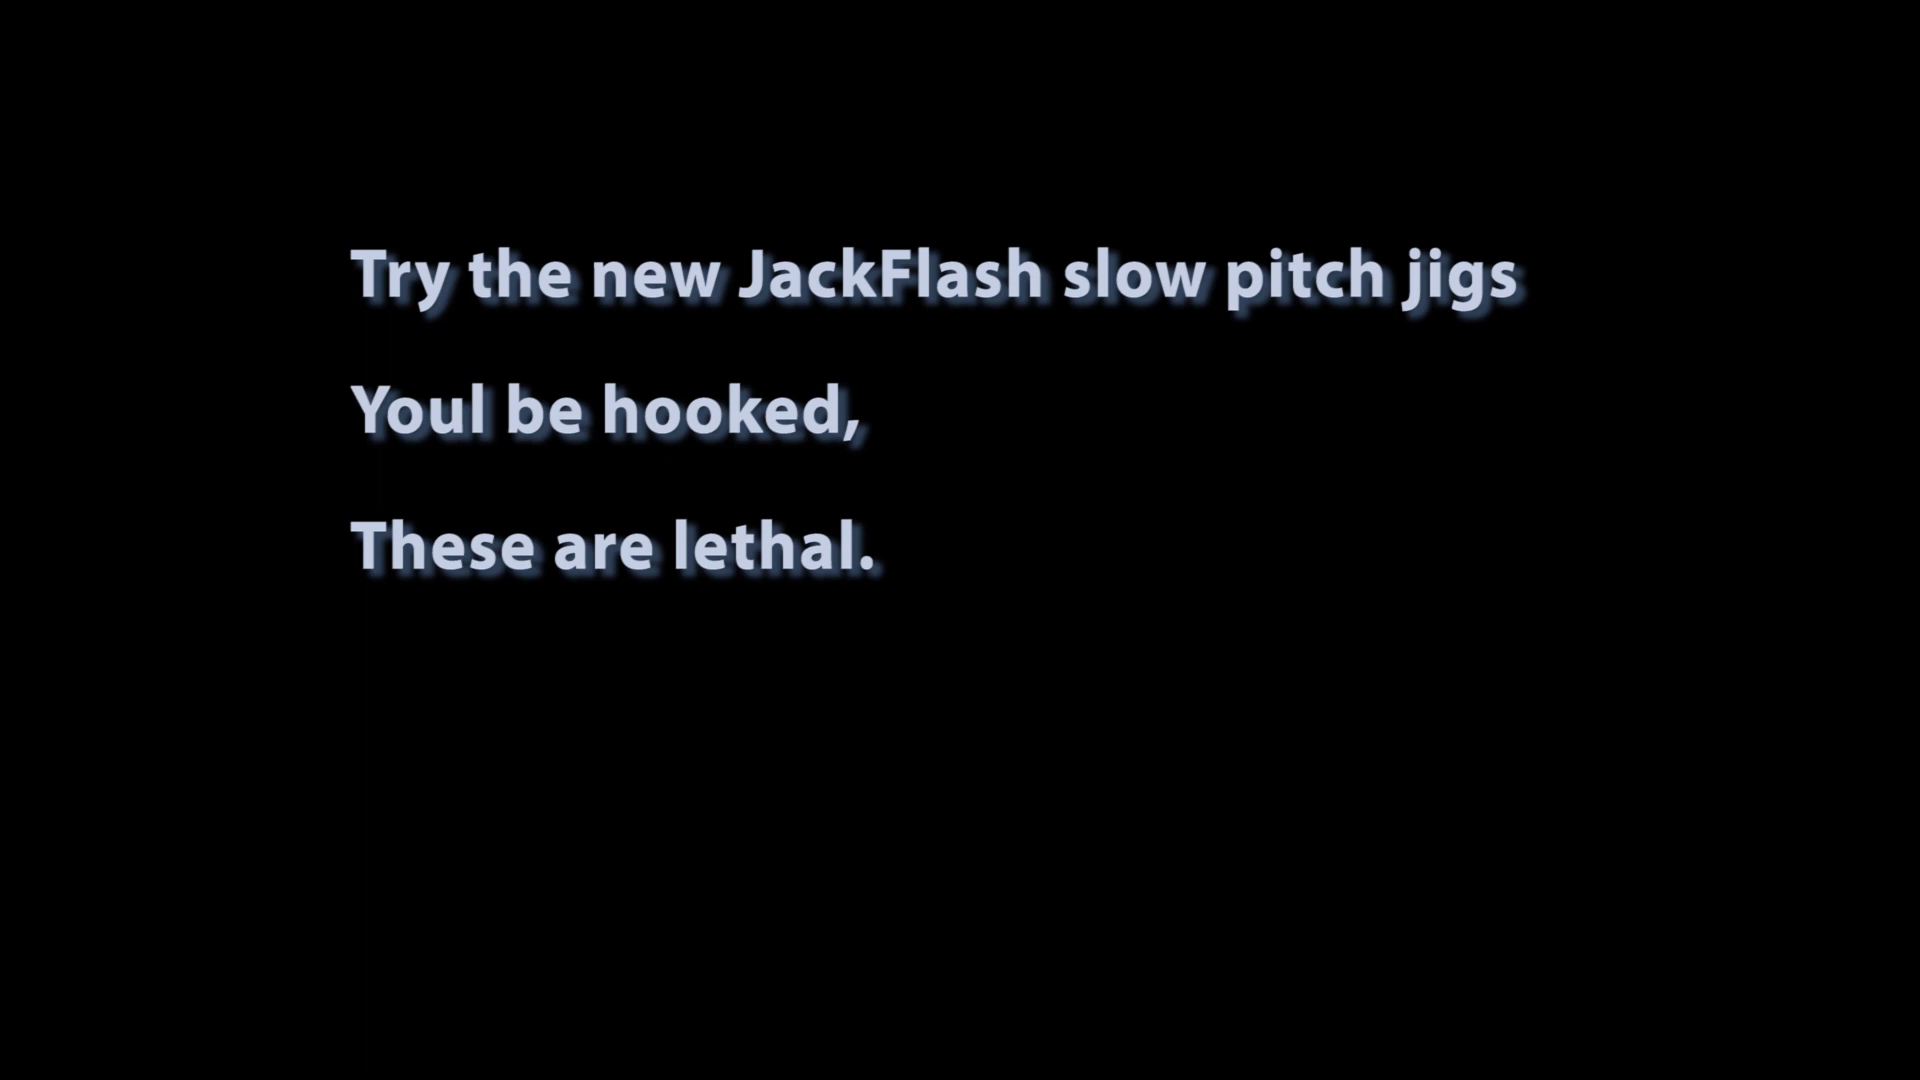 Try the new JackFlash slow pitch jigs
Youl be hooked,
These are lethal.